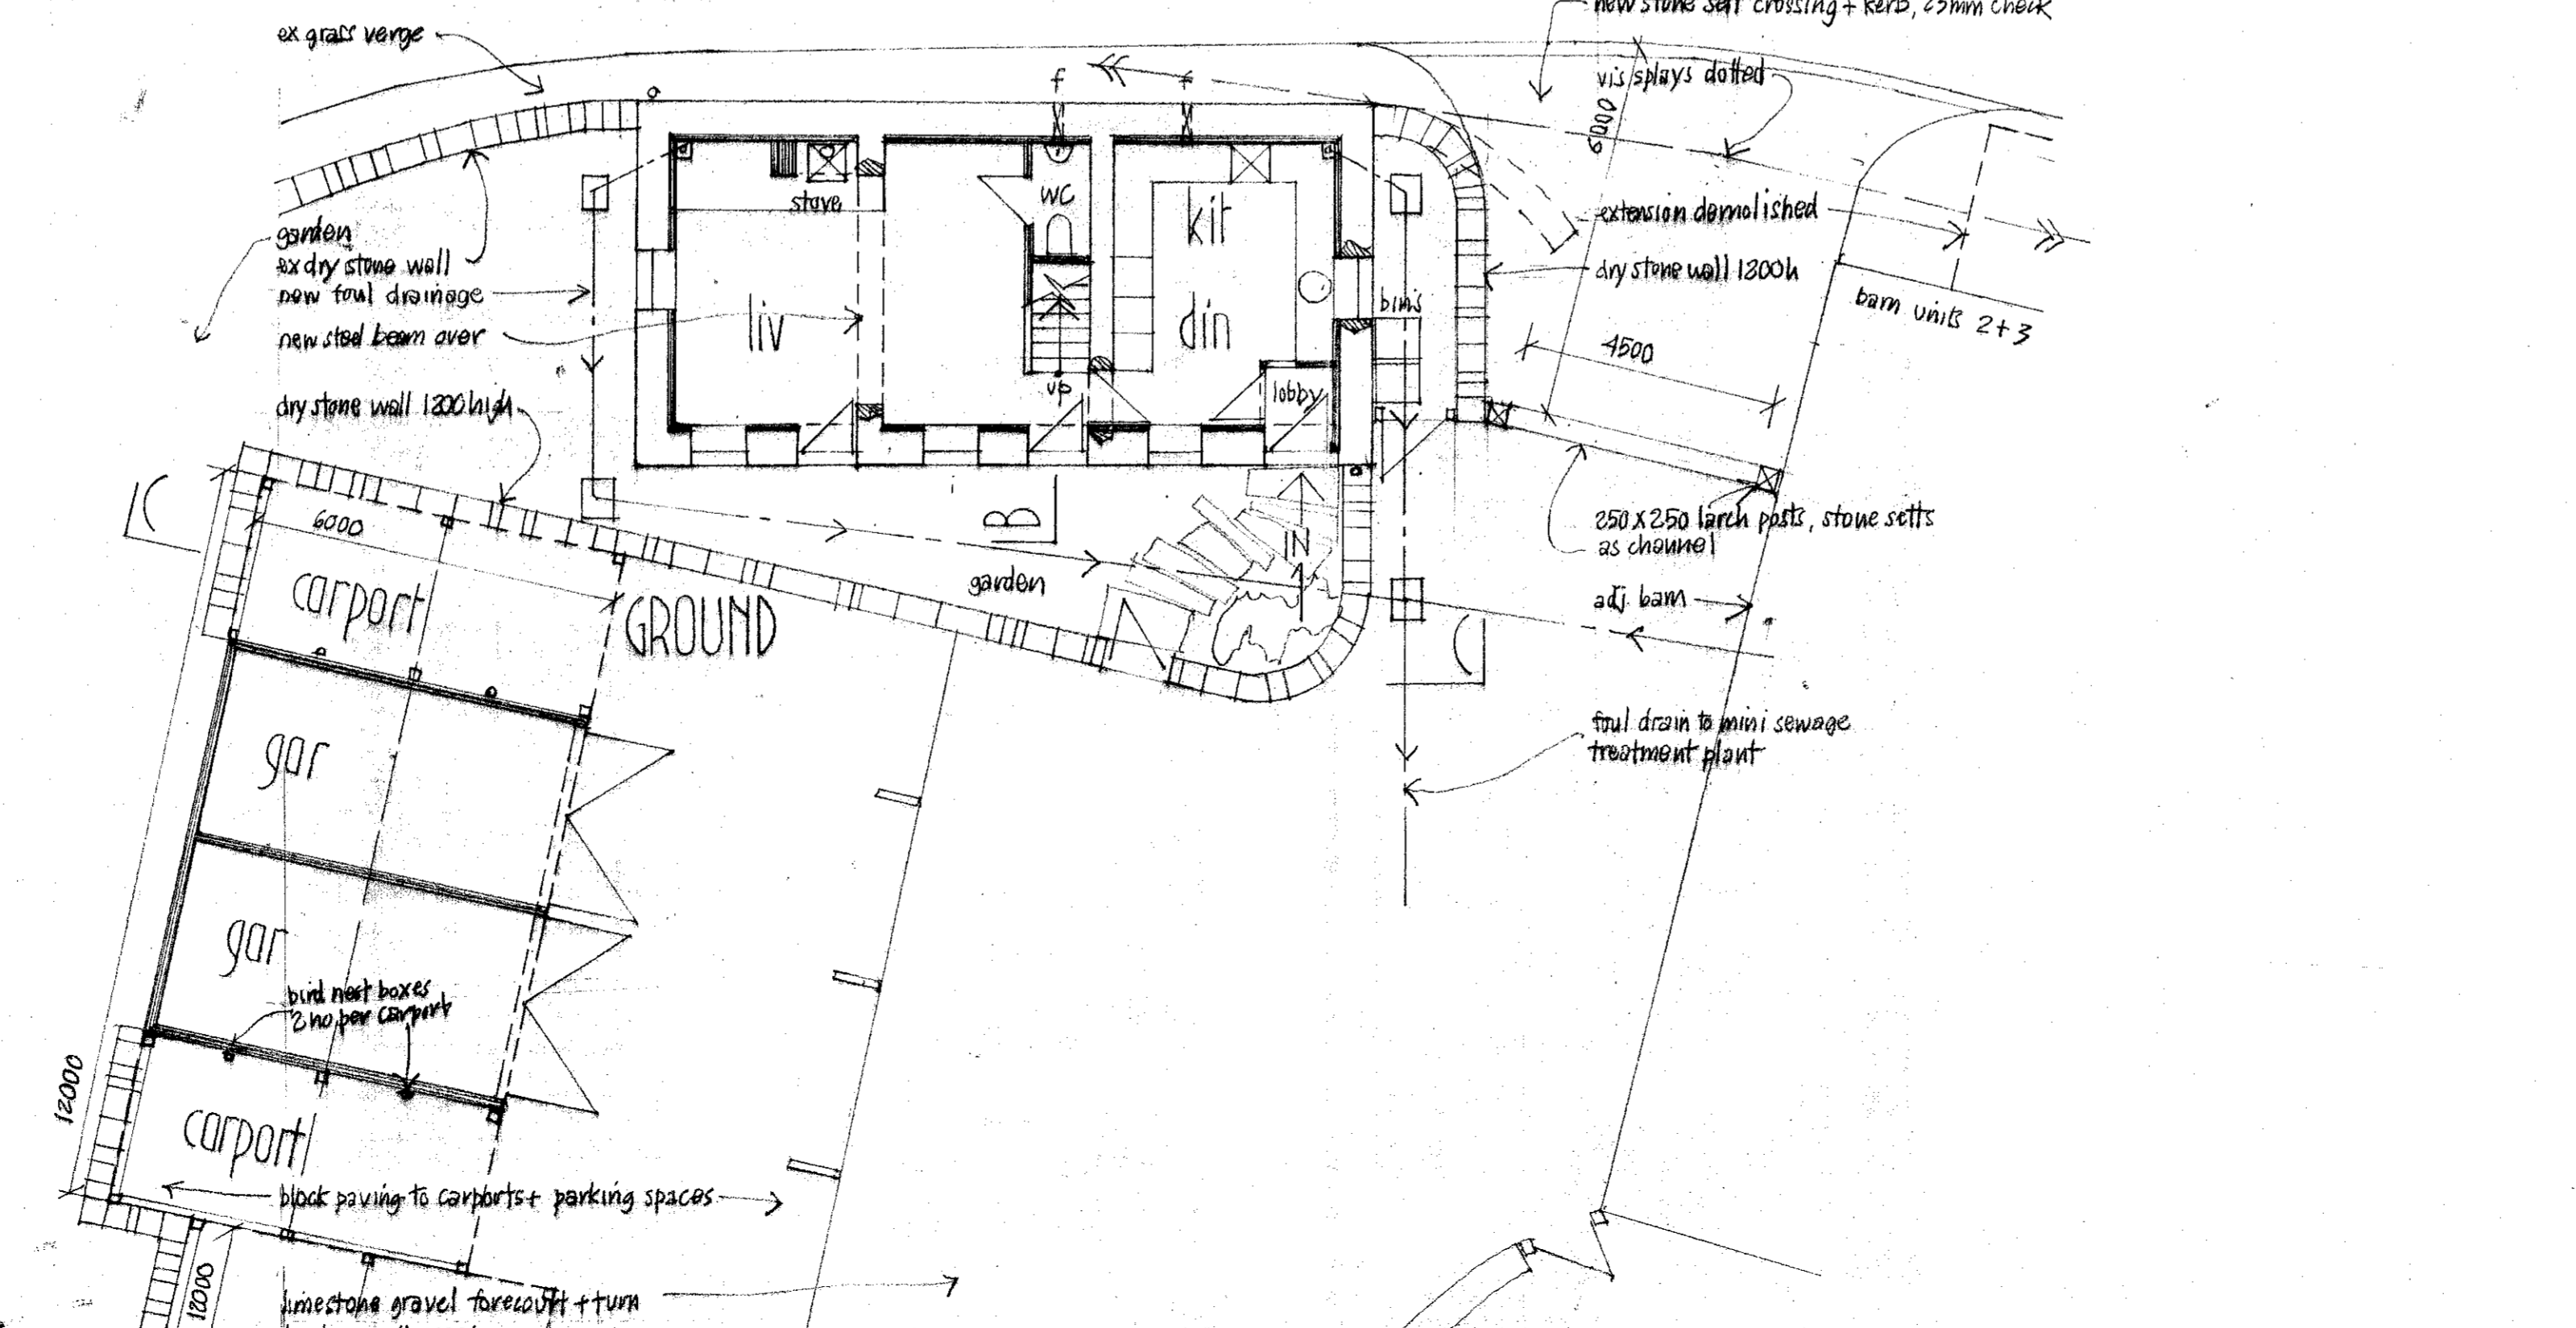 new stone sett crossing + kerb, 25mm check
ex grass verge
vis splays dotted
6000
f
f
stove
WC
kit
extension demolished
garden
ex dry stone wall
new foul drainage
new steel beam over
liv
din
bins
dry stone wall 1200h
barn units 2+3
4500
up
lobby
dry stone wall 1200 high
C
6000
B
IN
250 x 250 larch posts, stone setts
as channel
carport
GROUND
garden
adj. barn
C
gar
foul drain to mini sewage
treatment plant
gar
bird nest boxes
2 no per carport
12000
carport
block paving to carports + parking spaces
12000
limestone gravel forecourt + turn